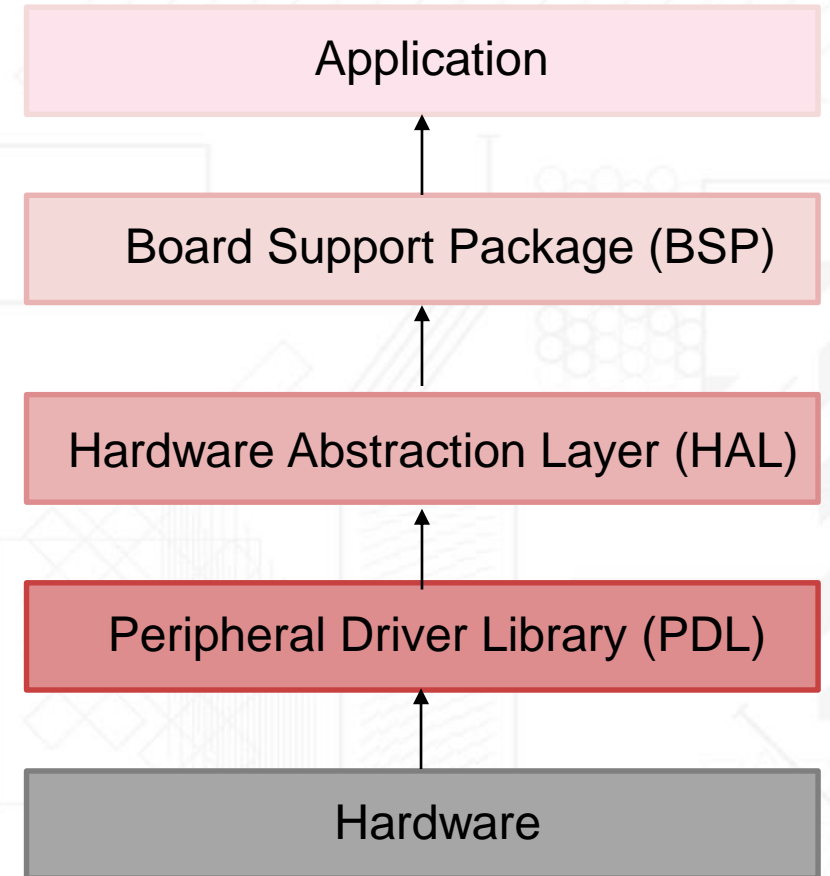 Application
Board Support Package (BSP)
Hardware Abstraction Layer (HAL)
Peripheral Driver Library (PDL)
Hardware